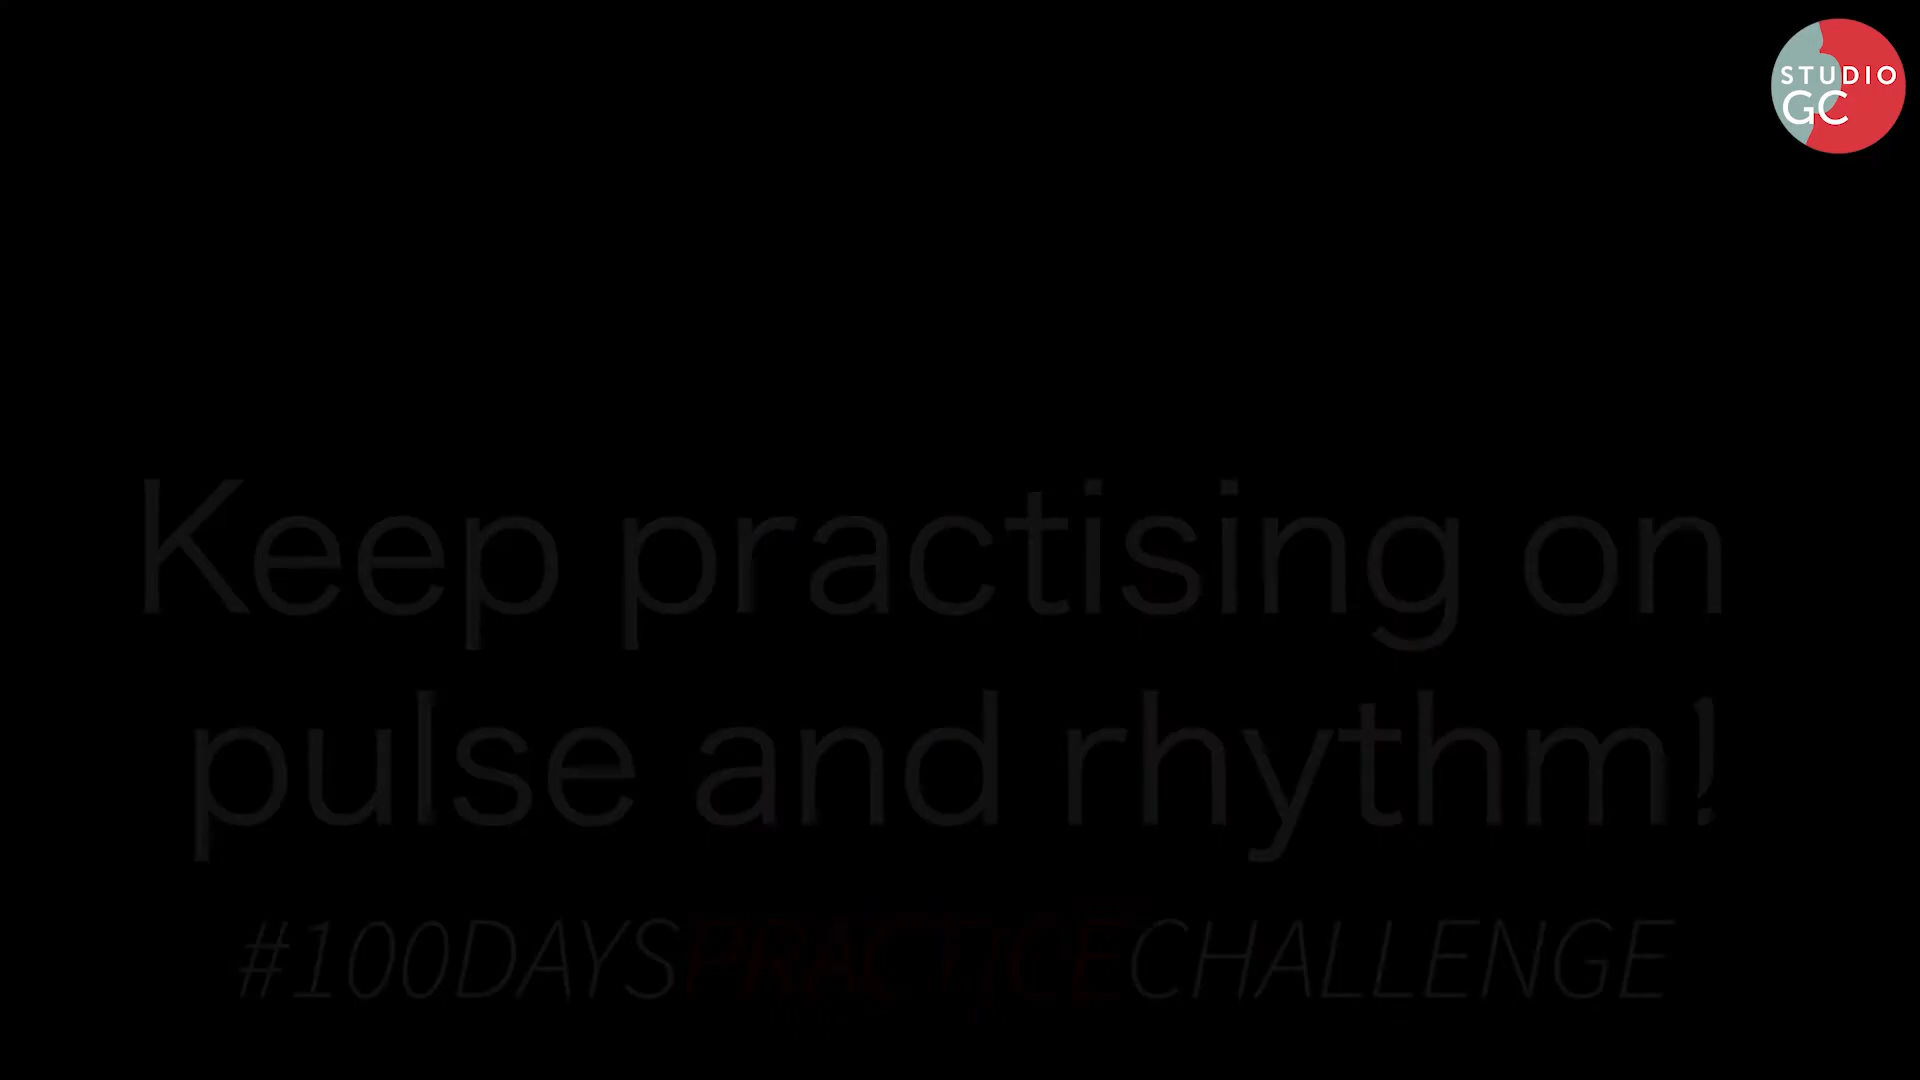 STUDIO
GC
Keep practising on
pulse and rhythm!
#100DAYSPRACTICECHALLENGE